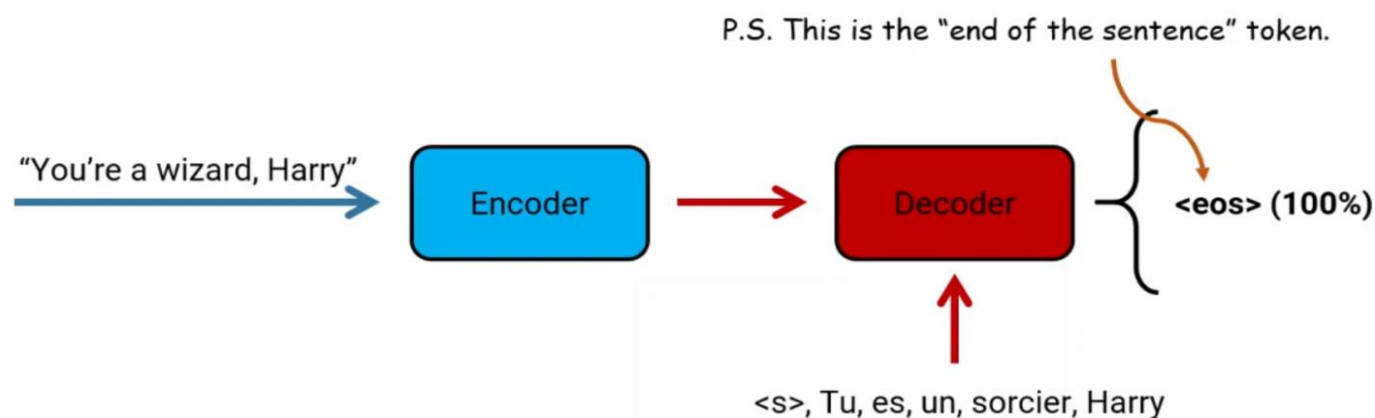 P.S. This is the “end of the sentence” token.
“You’re a wizard, Harry”
Encoder
Decoder
<eos> (100%)
<s>, Tu, es, un, sorcier, Harry